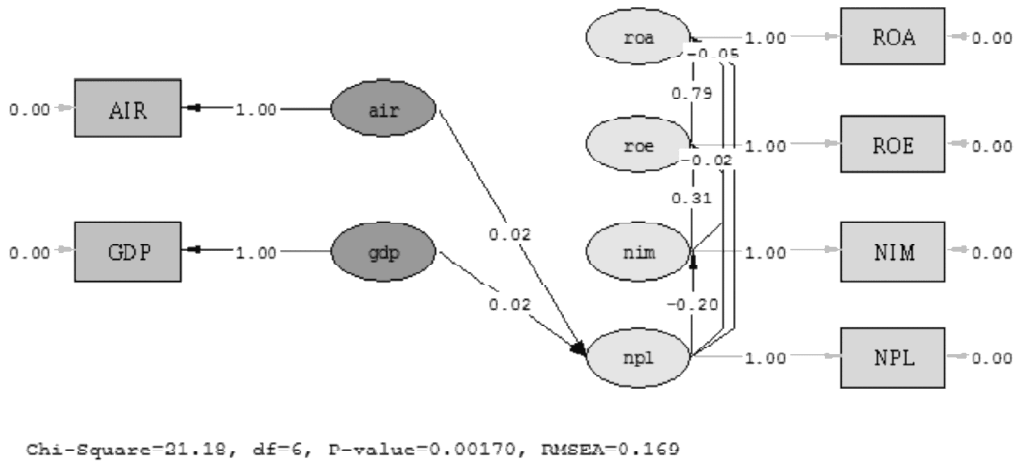 roa 1.00 ROA 0.00
-0.05
0.00 AIR 1.00 air 0.79
roe 1.00 ROE 0.00
-0.02
0.31
0.02
0.00 GDP 1.00 gdp nim 1.00 NIM 0.00
0.02 -0.20
npl 1.00 NPL 0.00
Chi-Square=21.18, df=6, P-value=0.00170, RMSEA=0.169